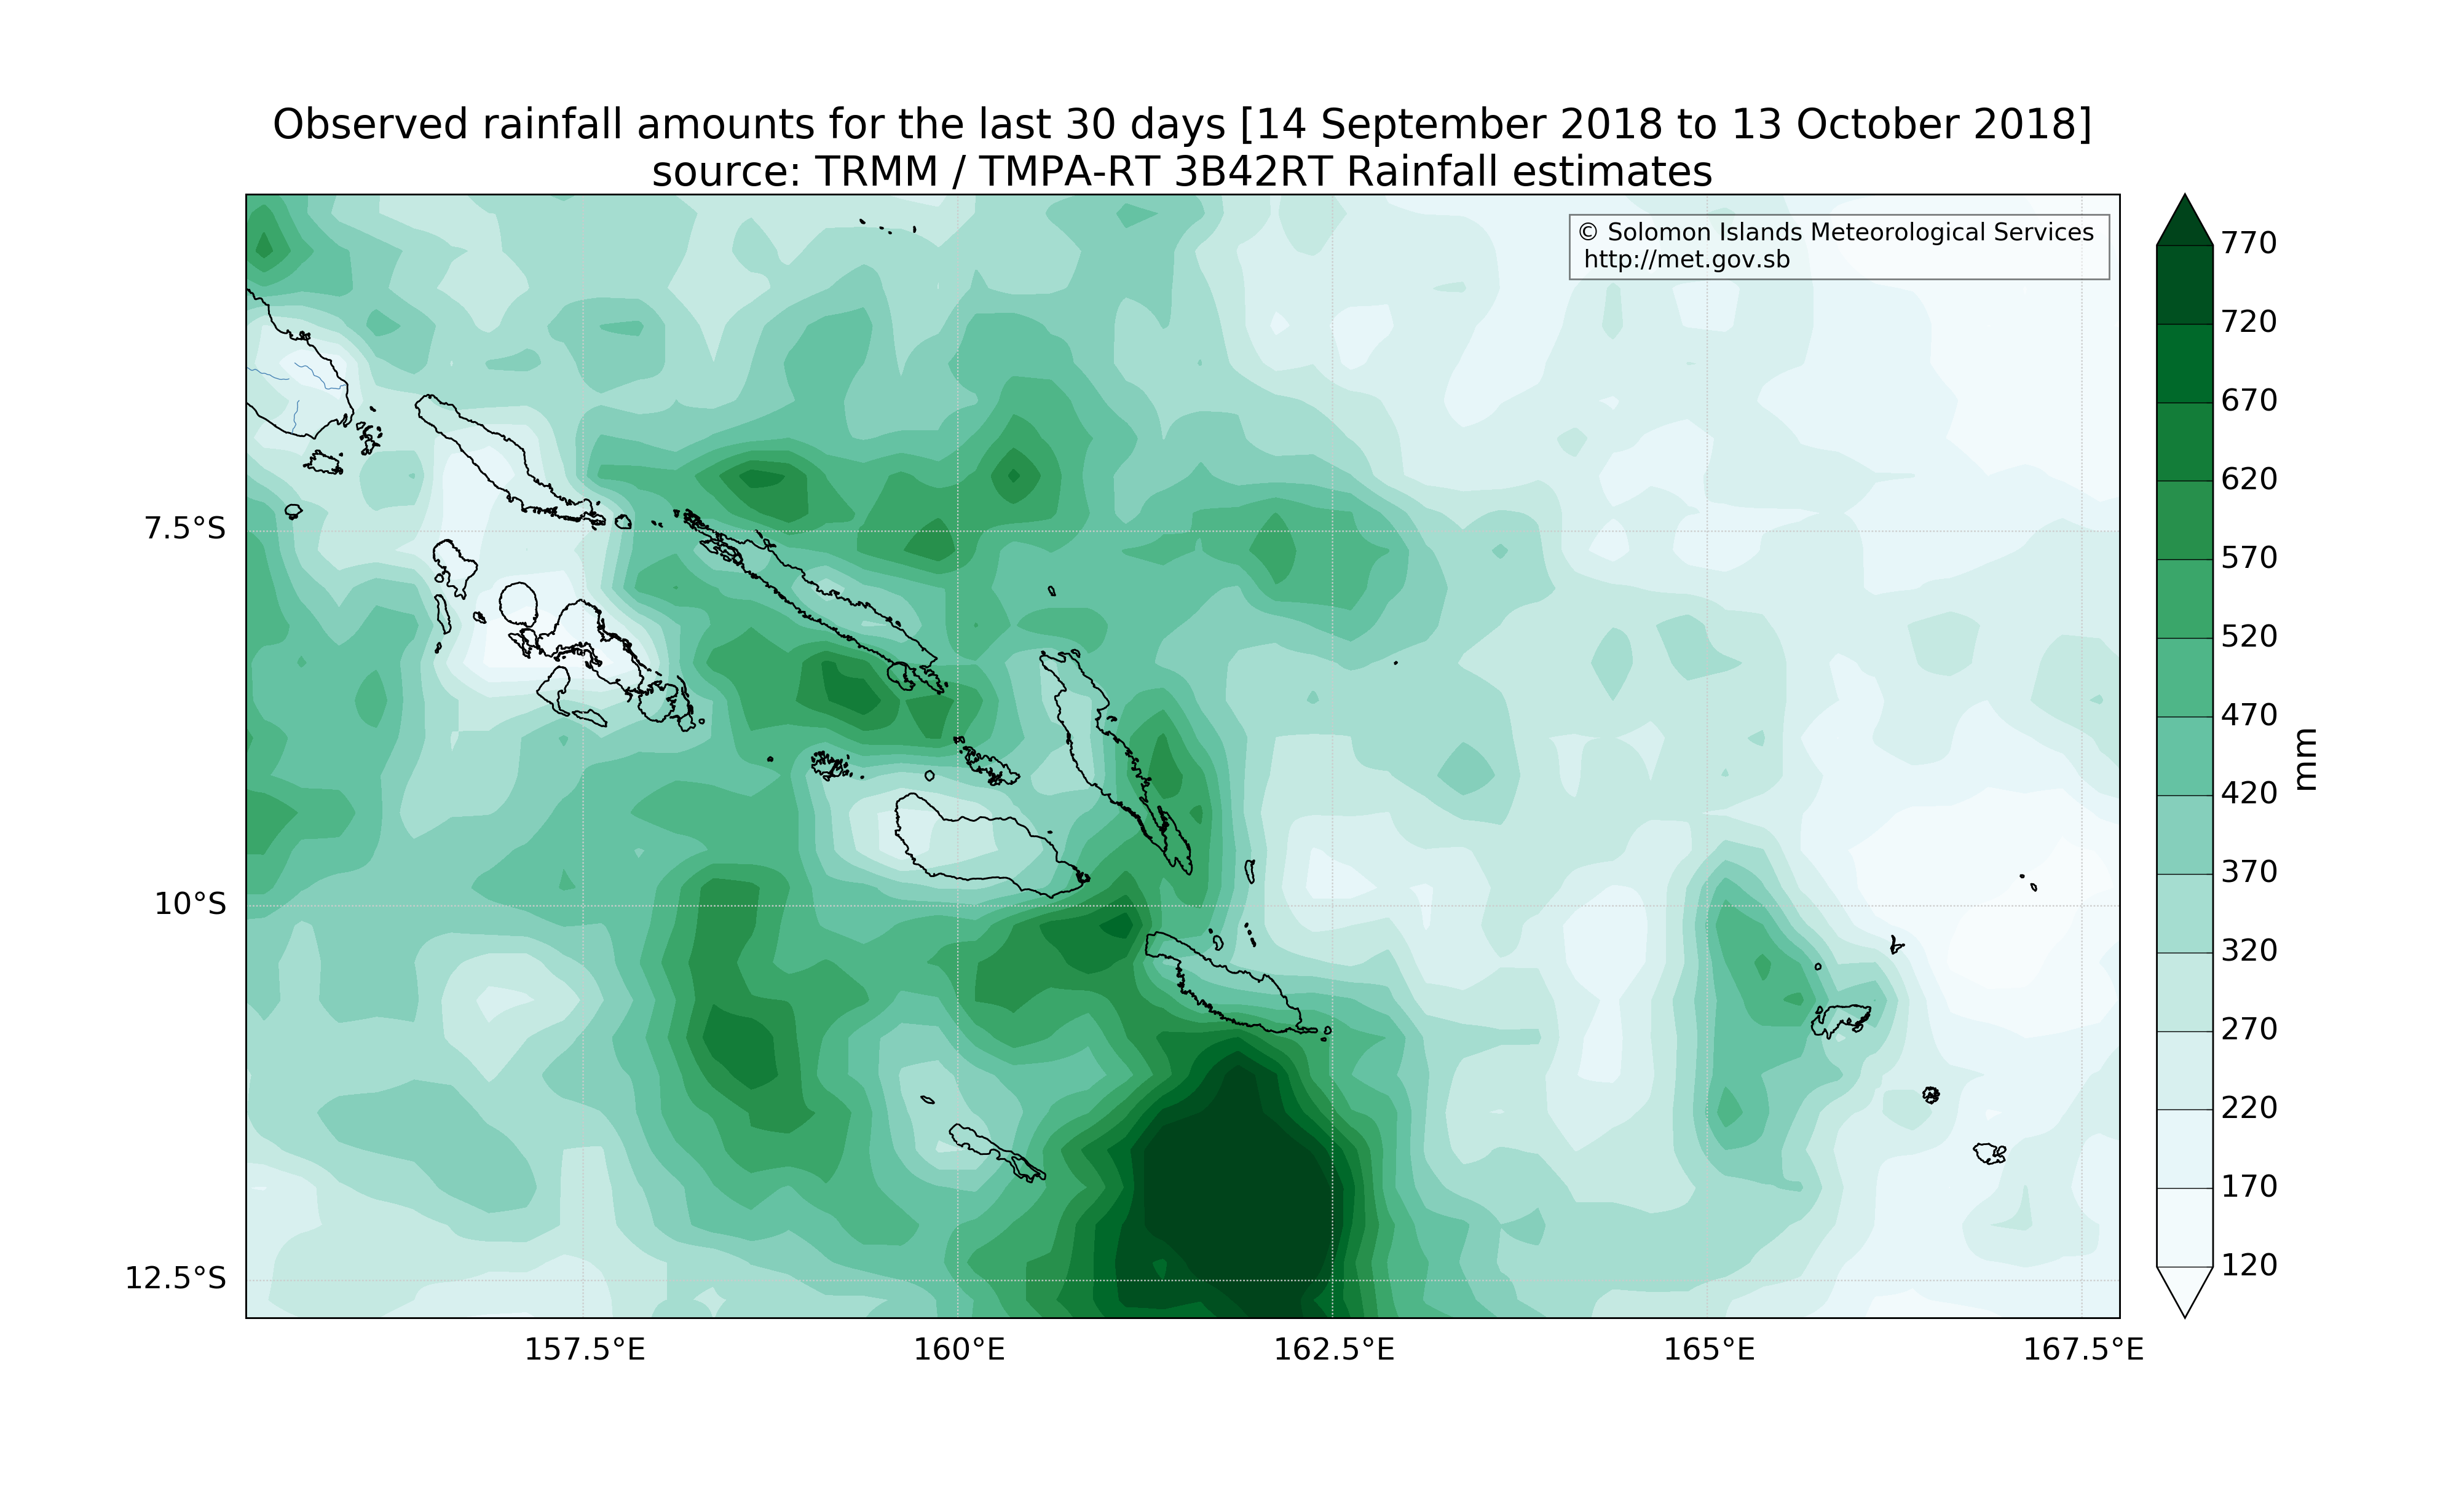 Observed rainfall amounts for the last 30 days [14 September 2018 to 13 October 2018]
source: TRMM / TMPA-RT 3B42RT Rainfall estimates
© Solomon Islands Meteorological Services
http://met.gov.sb
7.5°S
10°S
12.5°S
157.5°E
160°E
162.5°E
165°E
167.5°E
770
720
670
620
570
520
470
420
370
320
270
220
170
120
mm